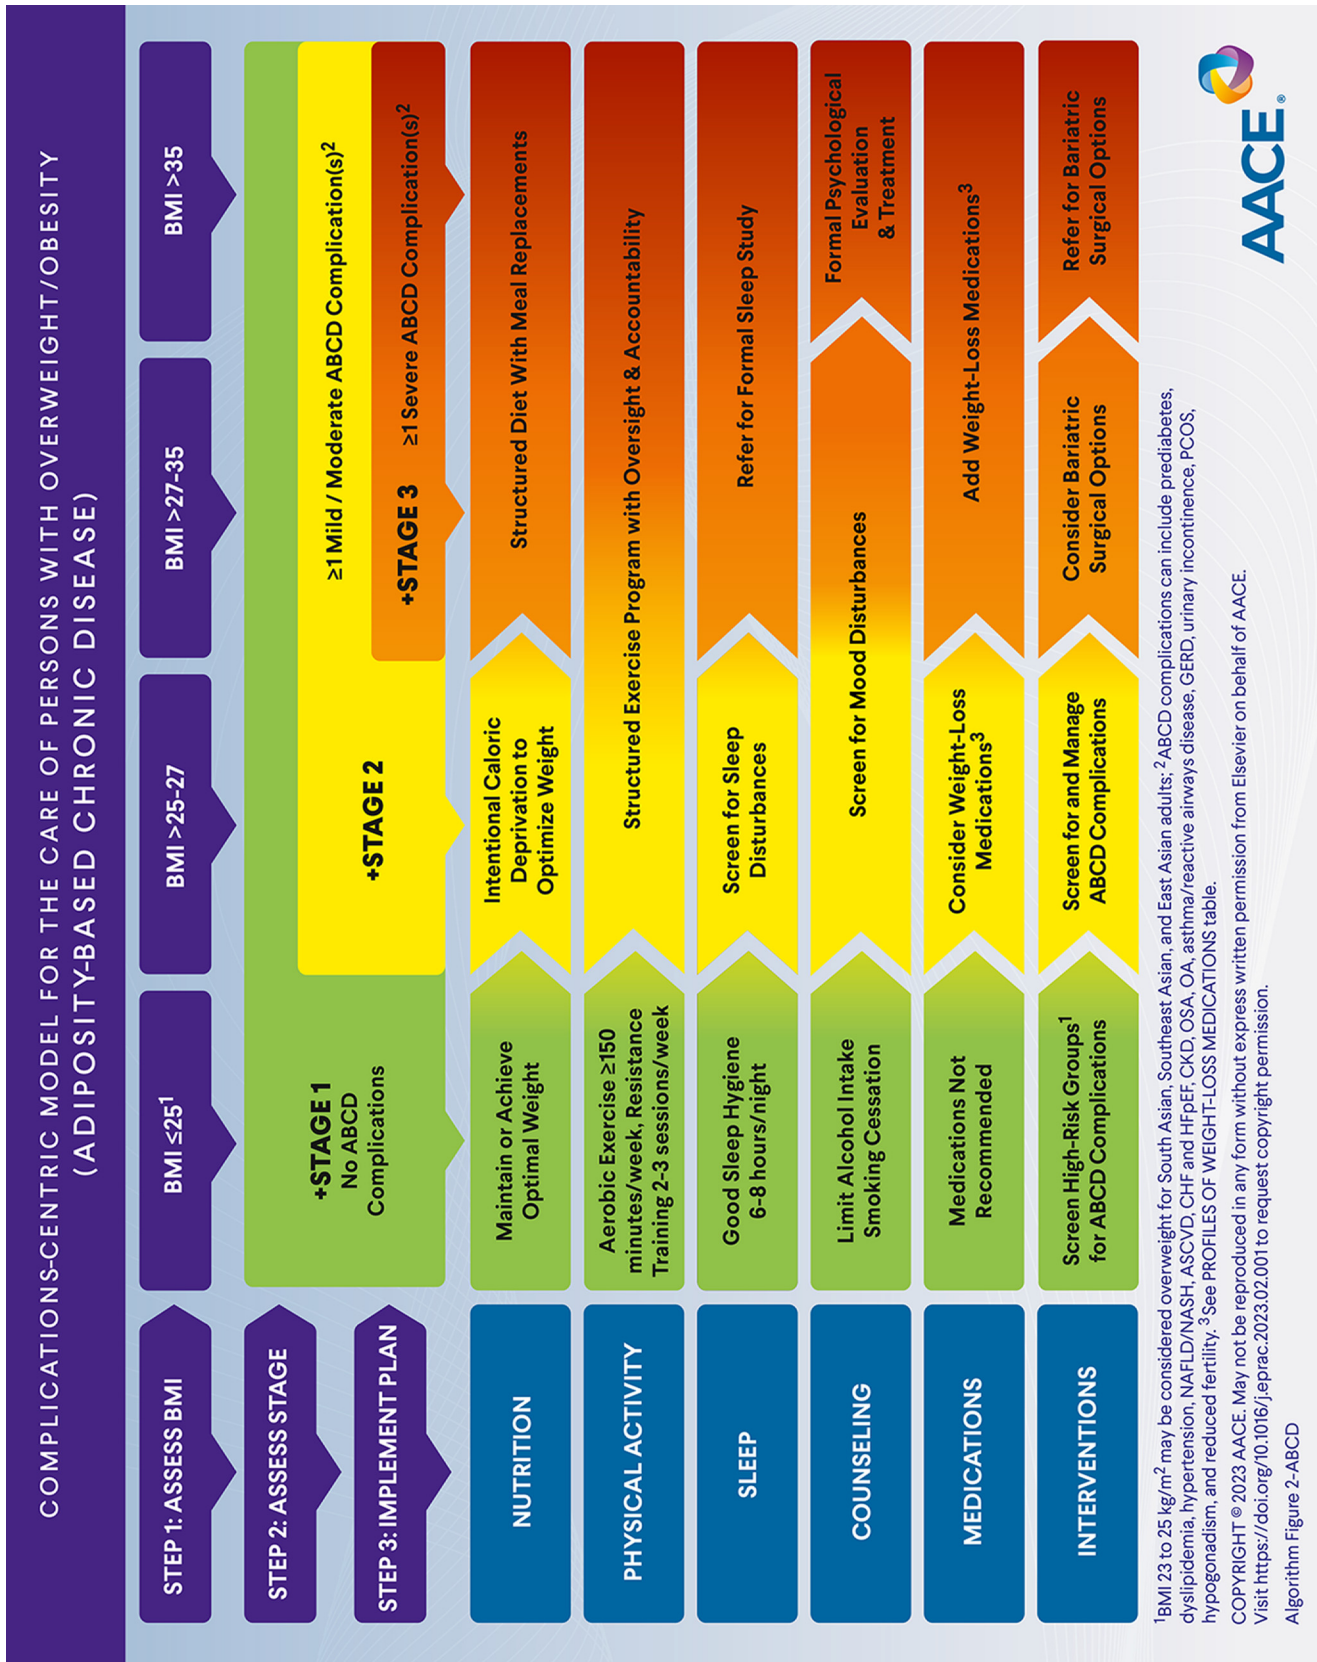 COMPLICATIONS-CENTRIC MODEL FOR THE CARE OF PERSONS WITH OVERWEIGHT/OBESITY
(ADIPOSITY-BASED CHRONIC DISEASE)
STEP 1: ASSESS BMI
BMI ≤25¹
BMI >25-27
BMI >27-35
BMI >35
STEP 2: ASSESS STAGE
+STAGE 1
No ABCD
Complications
+STAGE 2
≥1 Mild / Moderate ABCD Complication(s)²
+STAGE 3
≥1 Severe ABCD Complication(s)²
STEP 3: IMPLEMENT PLAN
NUTRITION
Maintain or Achieve
Optimal Weight
Intentional Caloric
Deprivation to
Optimize Weight
Structured Diet With Meal Replacements
PHYSICAL ACTIVITY
Aerobic Exercise ≥150
minutes/week, Resistance
Training 2-3 sessions/week
Structured Exercise Program with Oversight & Accountability
SLEEP
Good Sleep Hygiene
6-8 hours/night
Screen for Sleep
Disturbances
Refer for Formal Sleep Study
COUNSELING
Limit Alcohol Intake
Smoking Cessation
Screen for Mood Disturbances
Formal Psychological
Evaluation
& Treatment
MEDICATIONS
Medications Not
Recommended
Consider Weight-Loss
Medications³
Add Weight-Loss Medications³
INTERVENTIONS
Screen High-Risk Groups¹
for ABCD Complications
Screen for and Manage
ABCD Complications
Consider Bariatric
Surgical Options
Refer for Bariatric
Surgical Options
¹BMI 23 to 25 kg/m² may be considered overweight for South Asian, Southeast Asian, and East Asian adults; ²ABCD complications can include prediabetes,
dyslipidemia, hypertension, NAFLD/NASH, ASCVD, CHF and HFpEF, CKD, OSA, OA, asthma/reactive airways disease, GERD, urinary incontinence, PCOS,
hypogonadism, and reduced fertility. ³See PROFILES OF WEIGHT-LOSS MEDICATIONS table.
COPYRIGHT © 2023 AACE. May not be reproduced in any form without express written permission from Elsevier on behalf of AACE.
Visit https://doi.org/10.1016/j.eprac.2023.02.001 to request copyright permission.
Algorithm Figure 2-ABCD
AACE®